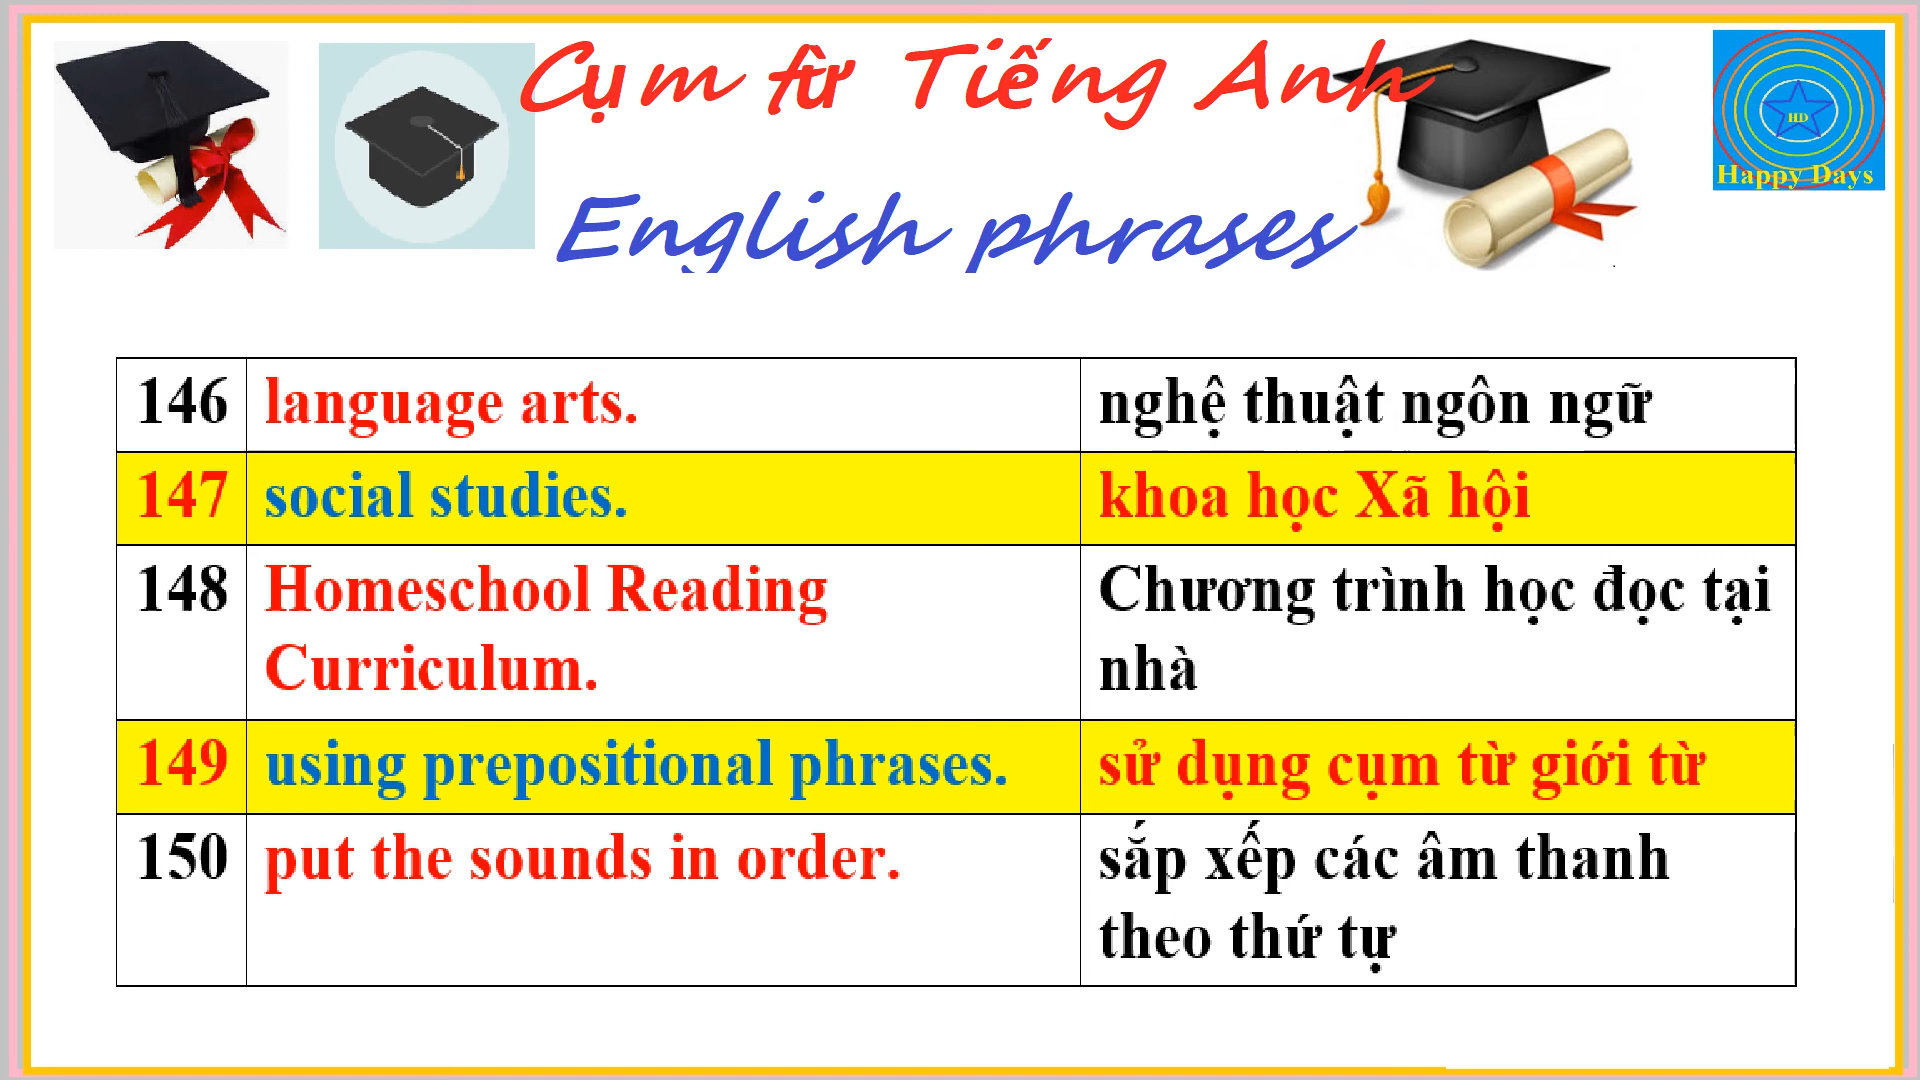 Cụm từ Tiếng Anh
HD
Happy Days
English phrases
146 language arts. nghệ thuật ngôn ngữ
147 social studies. khoa học Xã hội
148 Homeschool Reading Chương trình học đọc tại
Curriculum. nhà
149 using prepositional phrases. sử dụng cụm từ giới từ
150 put the sounds in order. sắp xếp các âm thanh
theo thứ tự